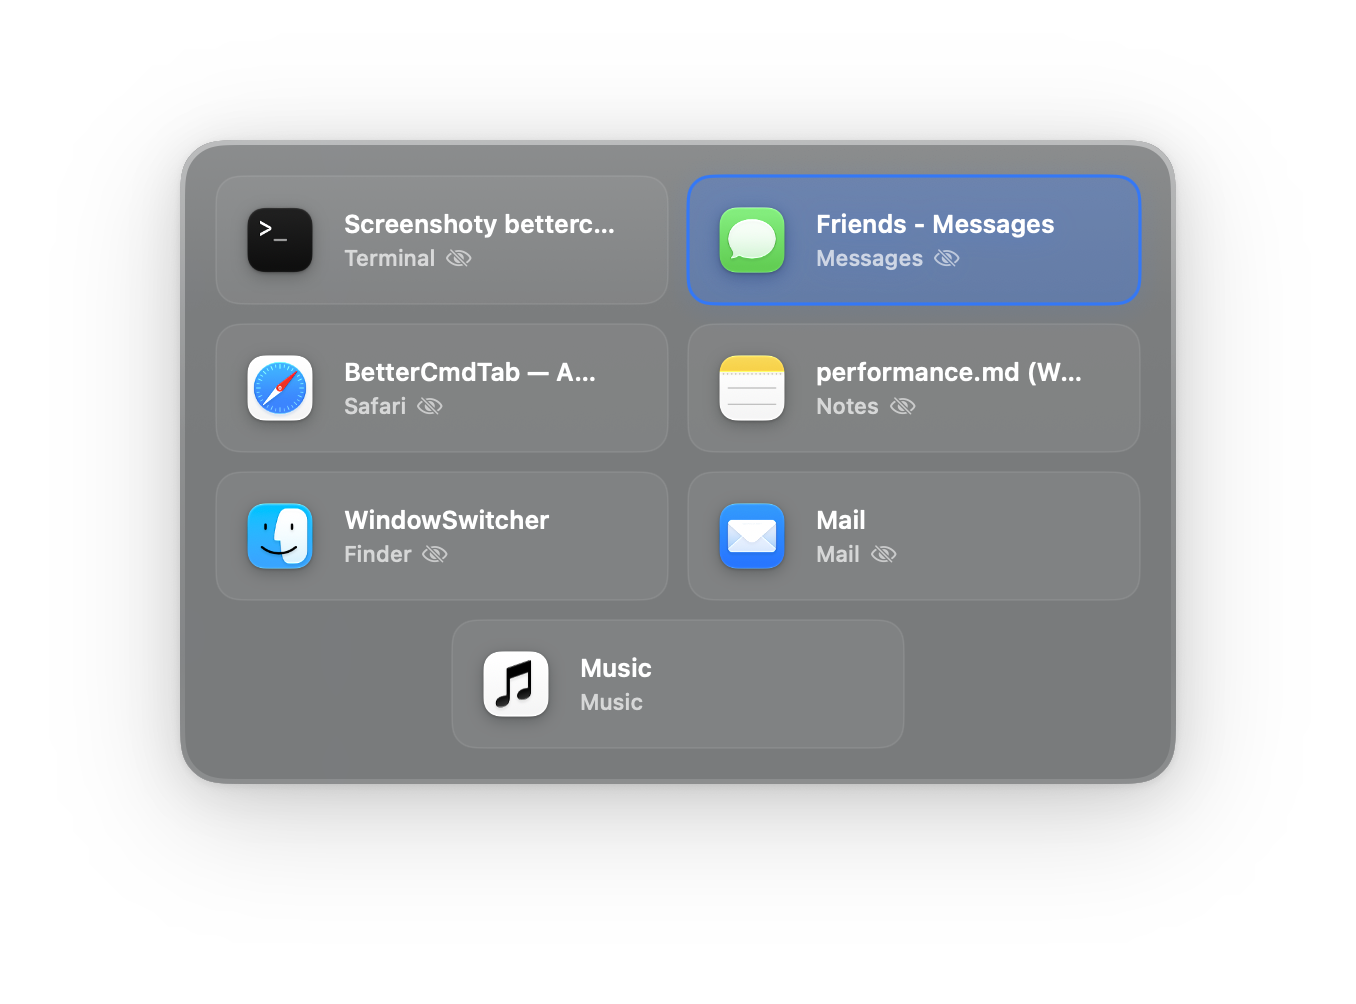 >_
Screenshoty betterc...
Terminal
Friends - Messages
Messages
BetterCmdTab — A...
Safari
performance.md (W...
Notes
WindowSwitcher
Finder
Mail
Mail
Music
Music